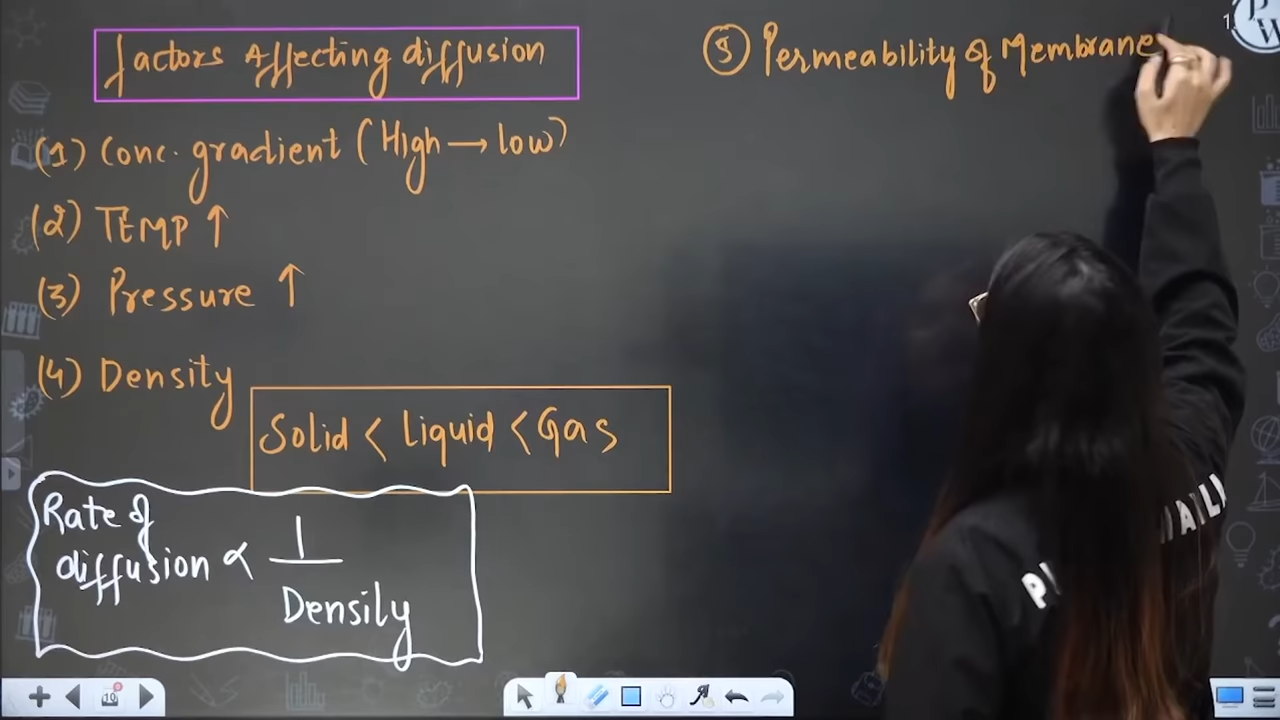 factors Affecting diffusion
(1) Conc. gradient (High → low)
(2) TEMP ↑
(3) Pressure ↑
(4) Density
Solid < Liquid < Gas
Rate of
diffusion ∝ 1
Density
(5) Permeability of Membrane
P
W
10